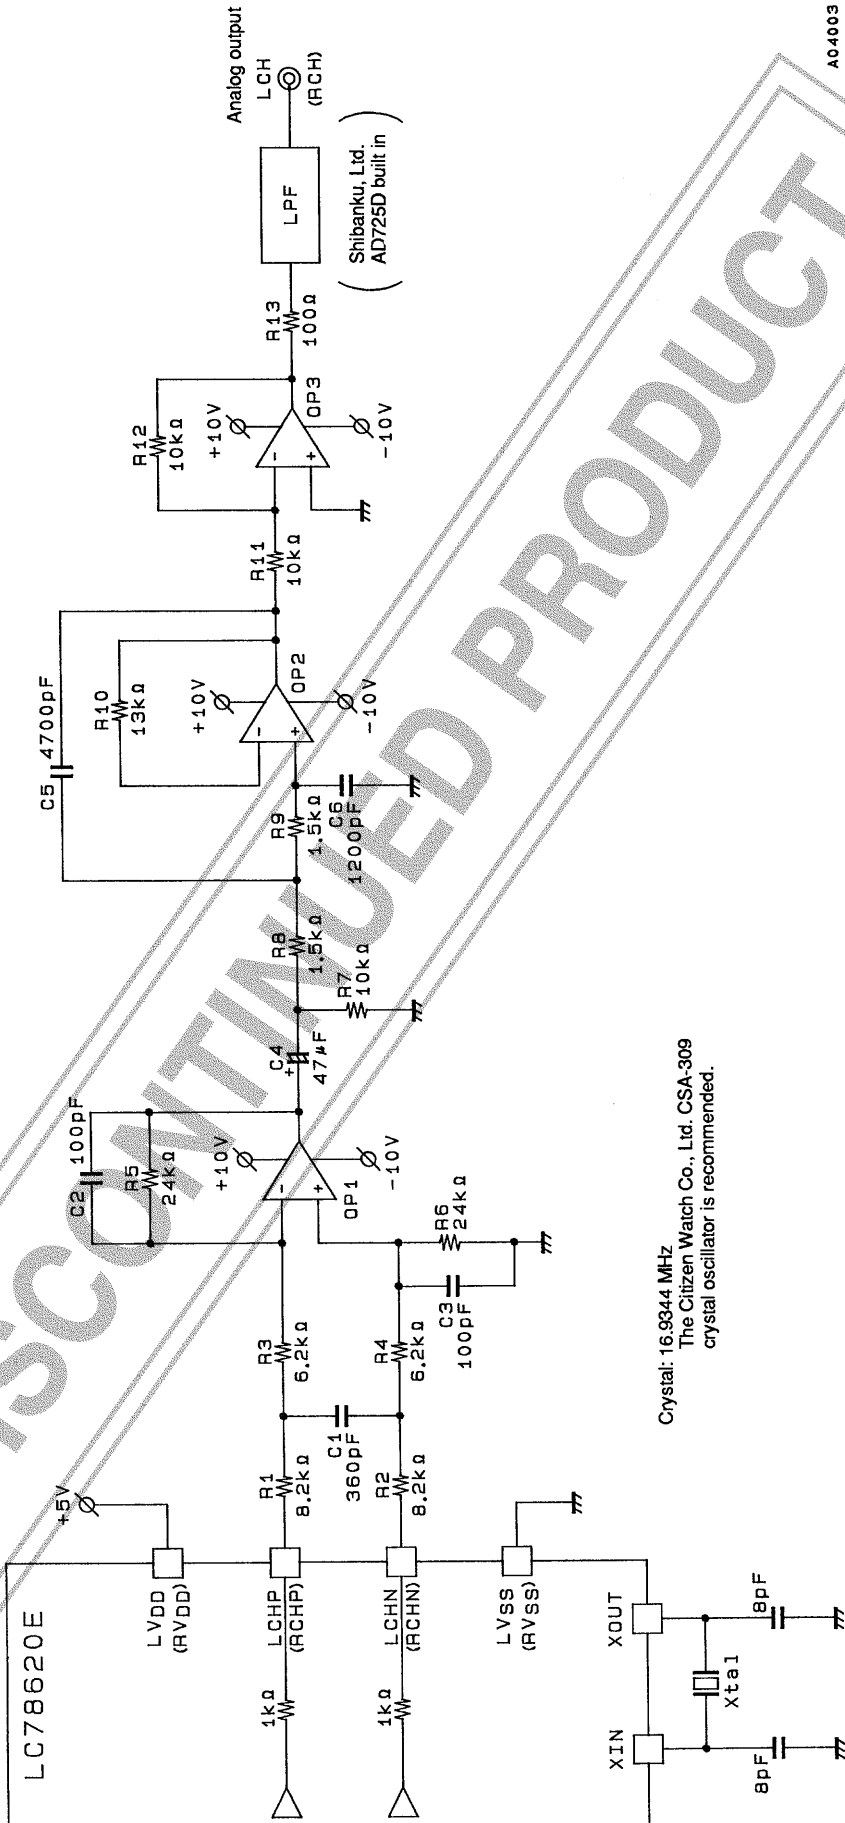 LC78620E
+5V
LVDD
(RVDD)
LCHP
(RCHP)
LCHN
(RCHN)
LVSS
(RVSS)
1kΩ
1kΩ
XIN
XOUT
Xtal
8pF
8pF
R1
8.2kΩ
C1
360pF
R2
8.2kΩ
R3
6.2kΩ
R4
6.2kΩ
C3
100pF
R6
24kΩ
C2 100pF
R5
24kΩ
+10V
-
+
OP1
-10V
C4
+
47μF
R7
10kΩ
R8
1.5kΩ
R9
1.5kΩ
C6
1200pF
C5 4700pF
R10
13kΩ
+10V
-
+
OP2
-10V
R11
10kΩ
R12
10kΩ
+10V
-
+
OP3
-10V
R13
100Ω
LPF
Shibanku, Ltd.
AD725D built in
Analog output
LCH
(RCH)
Crystal: 16.9344 MHz
The Citizen Watch Co., Ltd. CSA-309
crystal oscillator is recommended.
A04003
ISCONTINUED PRODUCT